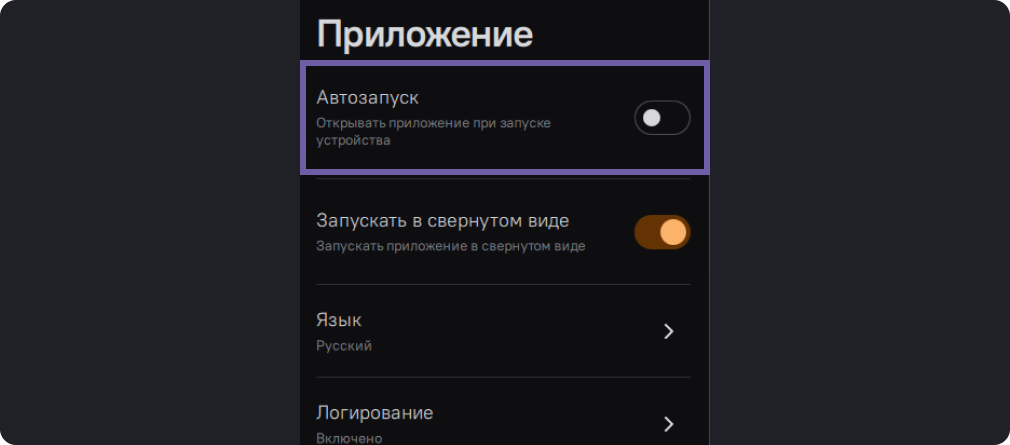 Приложение
Автозапуск
Открывать приложение при запуске
устройства
Запускать в свернутом виде
Запускать приложение в свернутом виде
Язык
Русский
Логирование
Включено